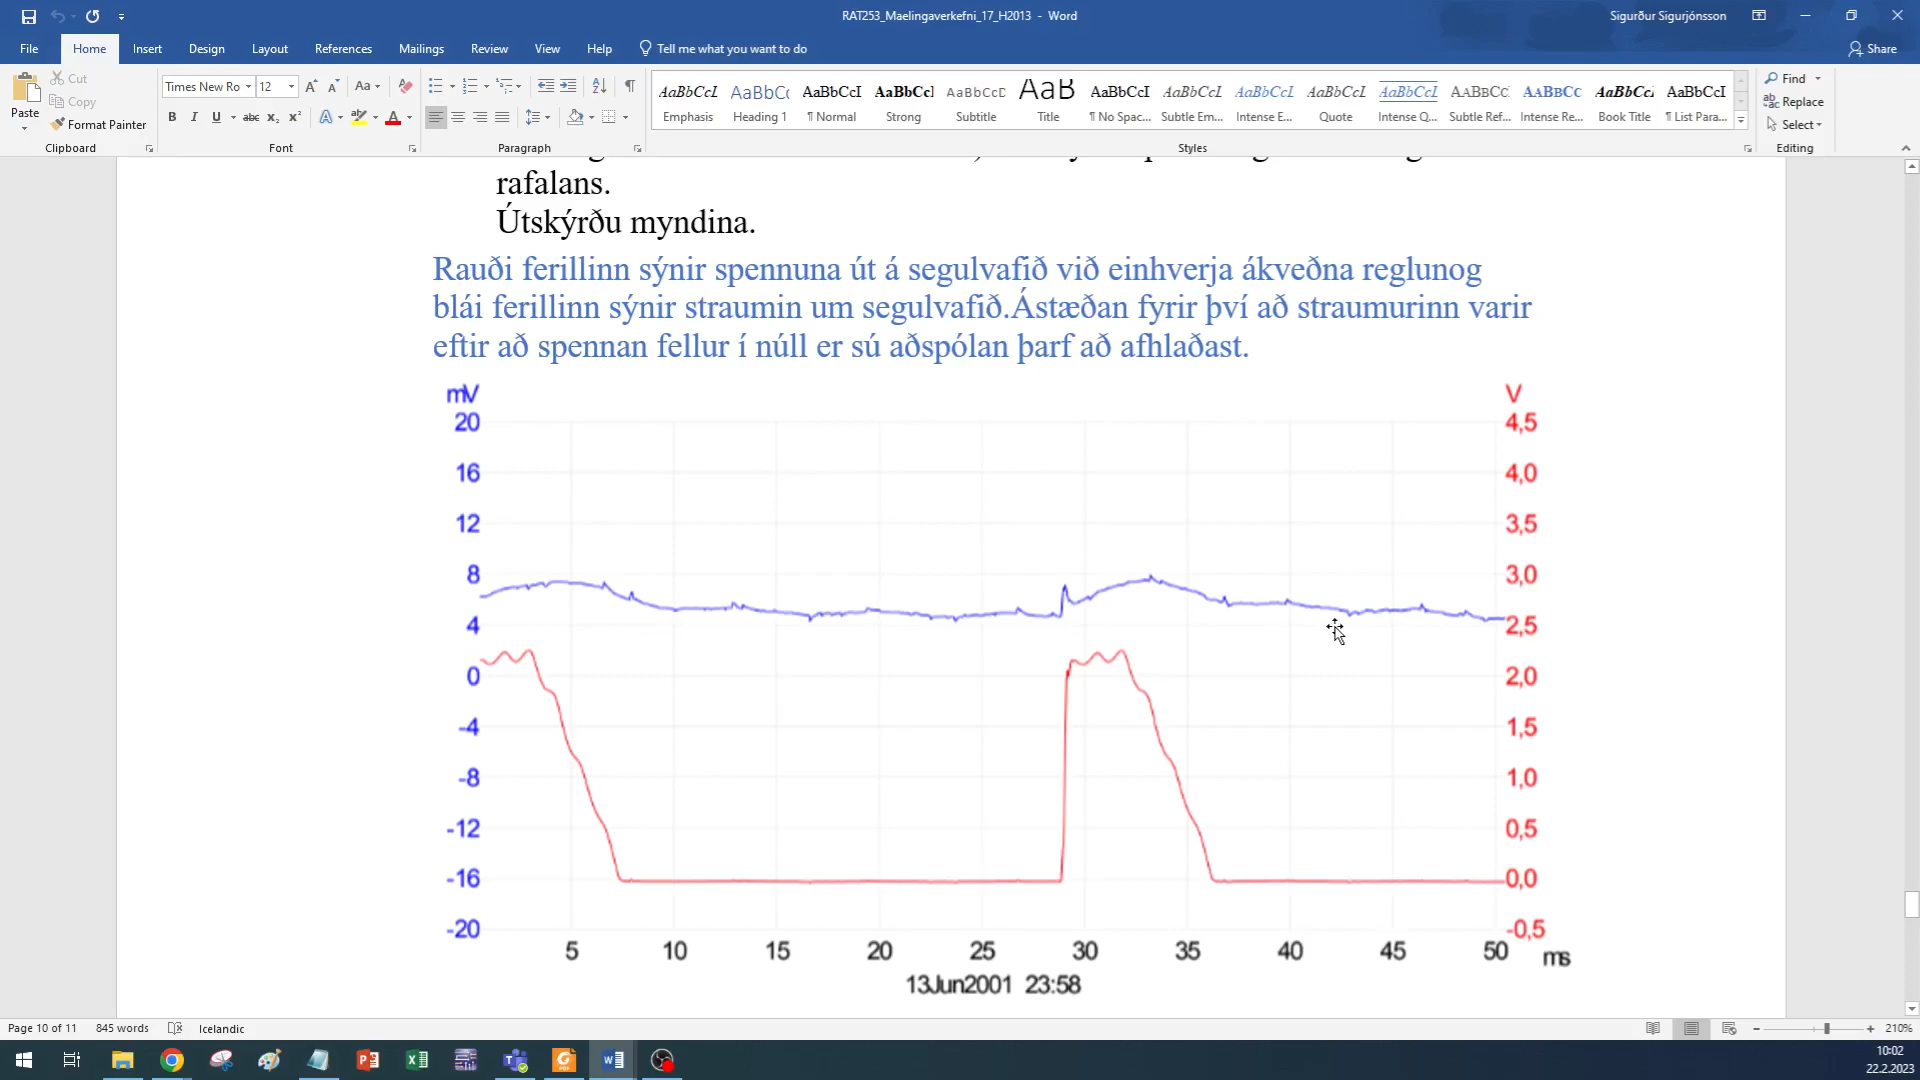 RAT253_Maelingaverkefni_17_H2013 - Word
Sigurður Sigurjónsson
File Home Insert Design Layout References Mailings Review View Help Tell me what you want to do
Share
Paste
Cut
Copy
Format Painter
Clipboard
Times New Ro 12
Font
Paragraph
AaBbCcI AaBbCc AaBbCcI AaBbCcI AaBbCcD AaB AaBbCcI AaBbCcI AaBbCcI AaBbCcI AaBbCcI AABBCC AABBCC AaBbCcI AaBbCcI
Emphasis Heading 1 ¶ Normal Strong Subtitle Title ¶ No Spac... Subtle Em... Intense E... Quote Intense Q... Subtle Ref... Intense Re... Book Title ¶ List Para...
Styles
Find
Replace
Select
Editing
rafalans.
Útskýrðu myndina.
Rauði ferillinn sýnir spennuna út á segulvafið við einhverja ákveðna reglunog
blái ferillinn sýnir straumin um segulvafið.Ástæðan fyrir því að straumurinn varir
eftir að spennan fellur í núll er sú aðspólan þarf að afhlaðast.
mV V
20 4,5
16 4,0
12 3,5
8 3,0
4 2,5
0 2,0
-4 1,5
-8 1,0
-12 0,5
-16 0,0
-20 -0,5
5 10 15 20 25 30 35 40 45 50 ms
13Jun2001 23:58
Page 10 of 11 845 words Icelandic
210%
10:02
22.2.2023